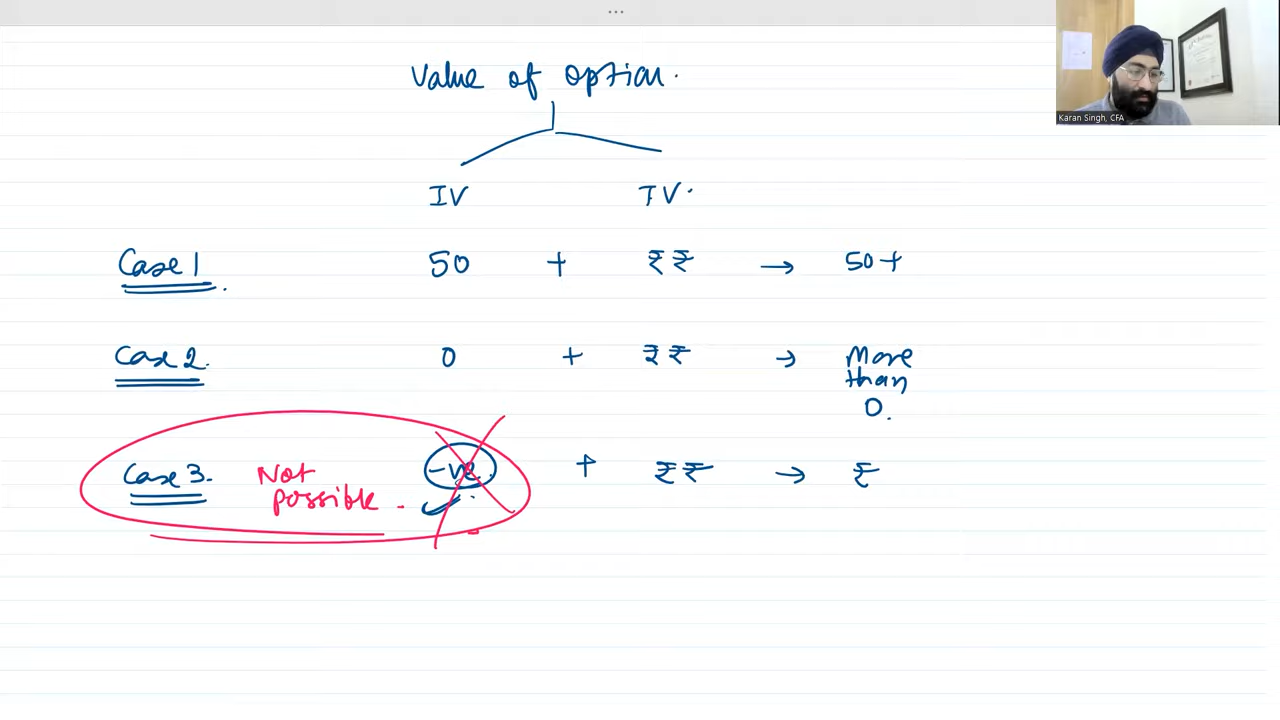 Value of option.
IV TV.
Case 1. 50 + ₹₹ → 50+
Case 2. 0 + ₹₹ → More
than
0.
Case 3. Not -ve. + ₹₹ → ₹
possible.
Karan Singh, CFA